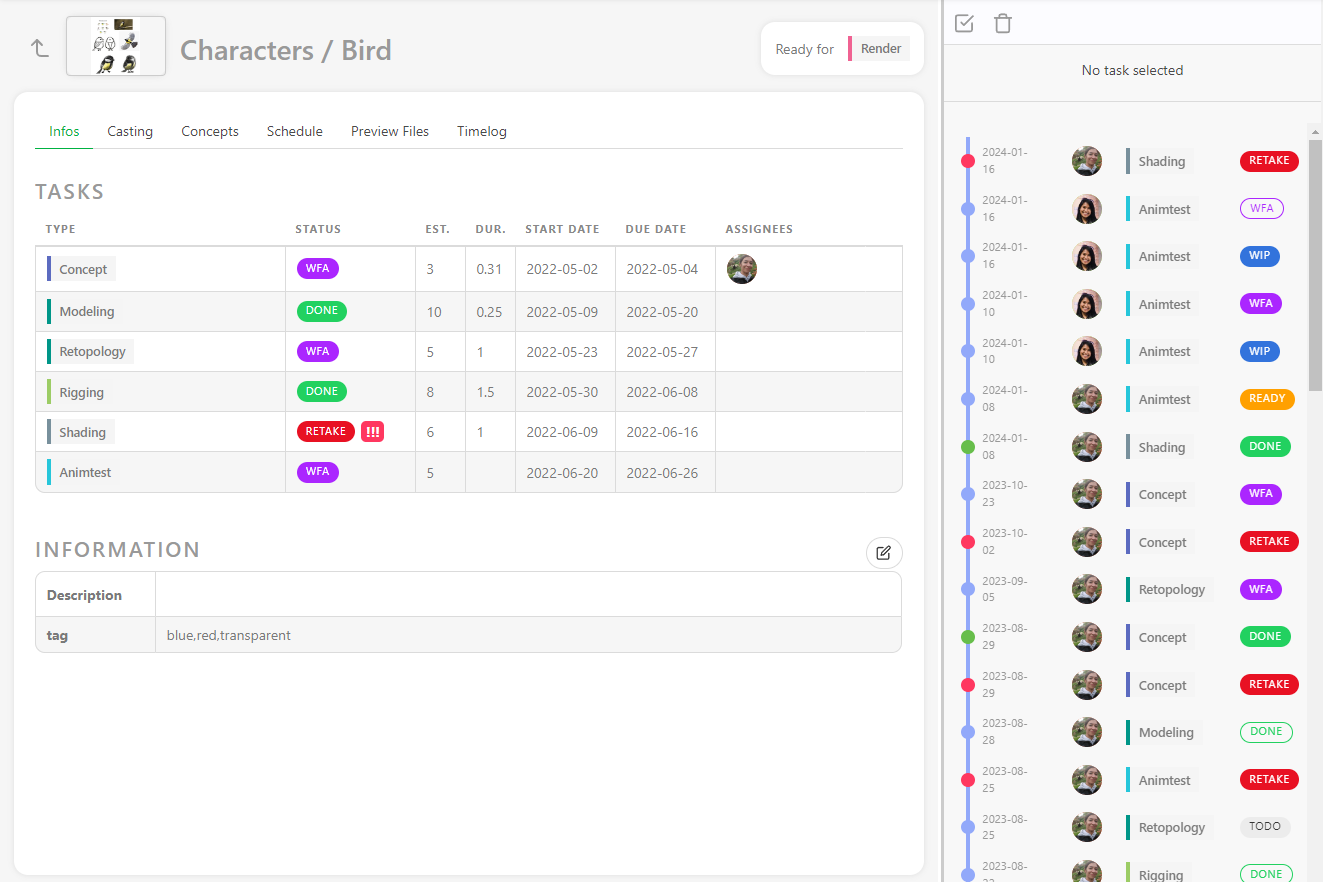 Characters / Bird
Ready for Render
Infos Casting Concepts Schedule Preview Files Timelog
TASKS
TYPE STATUS EST. DUR. START DATE DUE DATE ASSIGNEES
Concept WFA 3 0.31 2022-05-02 2022-05-04
Modeling DONE 10 0.25 2022-05-09 2022-05-20
Retopology WFA 5 1 2022-05-23 2022-05-27
Rigging DONE 8 1.5 2022-05-30 2022-06-08
Shading RETAKE !!! 6 1 2022-06-09 2022-06-16
Animtest WFA 5 2022-06-20 2022-06-26
INFORMATION
Description
tag blue,red,transparent
No task selected
2024-01-
16 Shading RETAKE
2024-01-
16 Animtest WFA
2024-01-
16 Animtest WIP
2024-01-
10 Animtest WFA
2024-01-
10 Animtest WIP
2024-01-
08 Animtest READY
2024-01-
08 Shading DONE
2023-10-
23 Concept WFA
2023-10-
02 Concept RETAKE
2023-09-
05 Retopology WFA
2023-08-
29 Concept DONE
2023-08-
29 Concept RETAKE
2023-08-
28 Modeling DONE
2023-08-
25 Animtest RETAKE
2023-08-
25 Retopology TODO
2023-08-
Rigging DONE